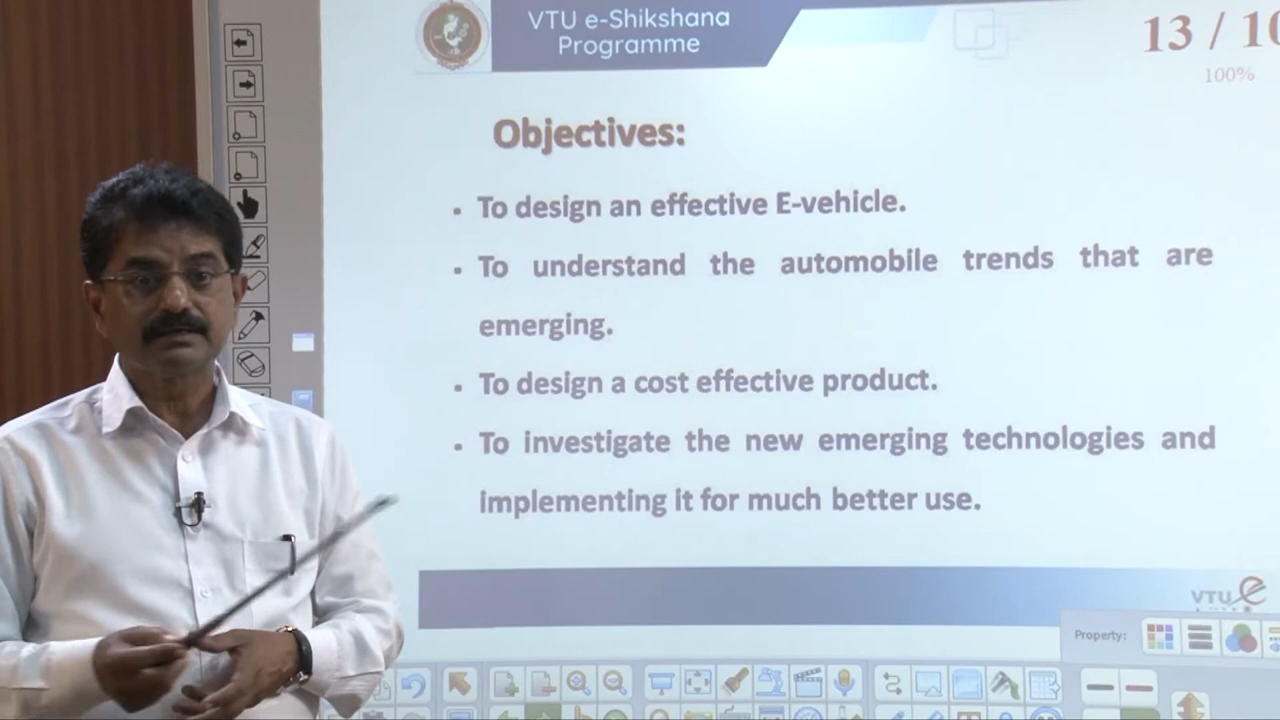 VTU e-Shikshana
Programme
13 / 10
100%
Objectives:
▪ To design an effective E-vehicle.
▪ To understand the automobile trends that are
emerging.
▪ To design a cost effective product.
▪ To investigate the new emerging technologies and
implementing it for much better use.
VTU e
Property: